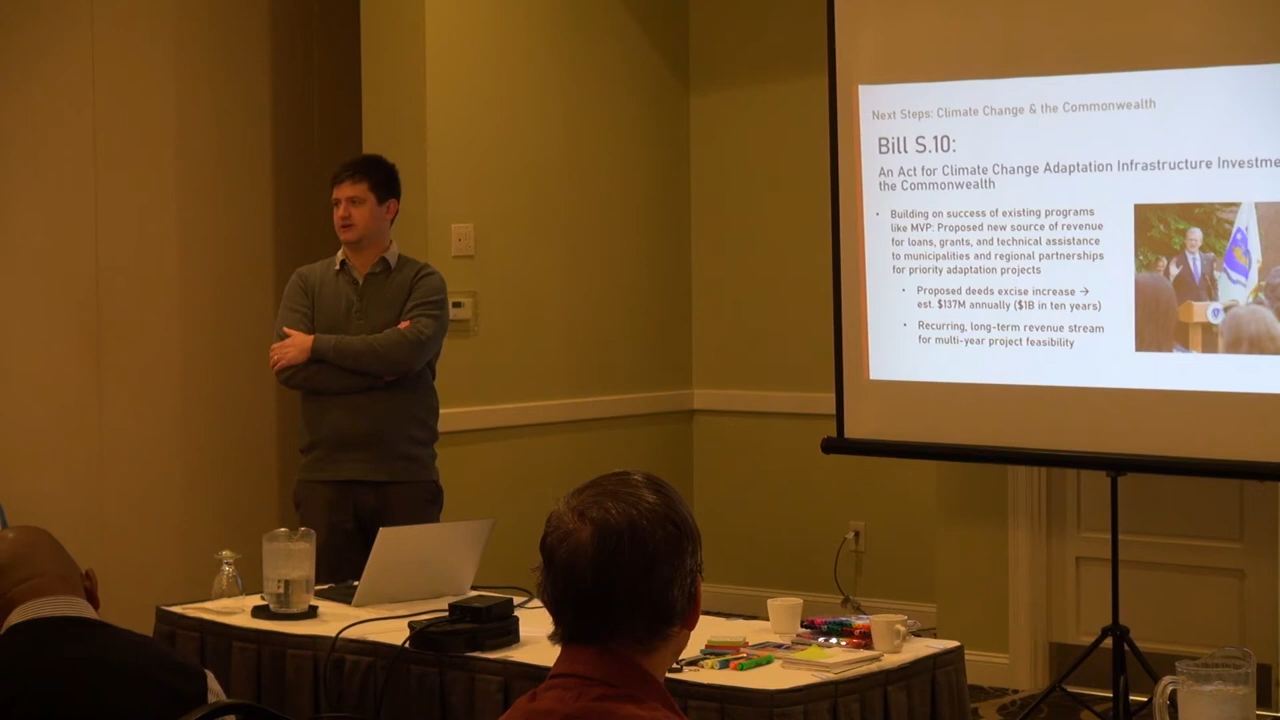 Next Steps: Climate Change & the Commonwealth
Bill S.10:
An Act for Climate Change Adaptation Infrastructure Investme
the Commonwealth
• Building on success of existing programs
like MVP: Proposed new source of revenue
for loans, grants, and technical assistance
to municipalities and regional partnerships
for priority adaptation projects
• Proposed deeds excise increase →
est. $137M annually ($1B in ten years)
• Recurring, long-term revenue stream
for multi-year project feasibility